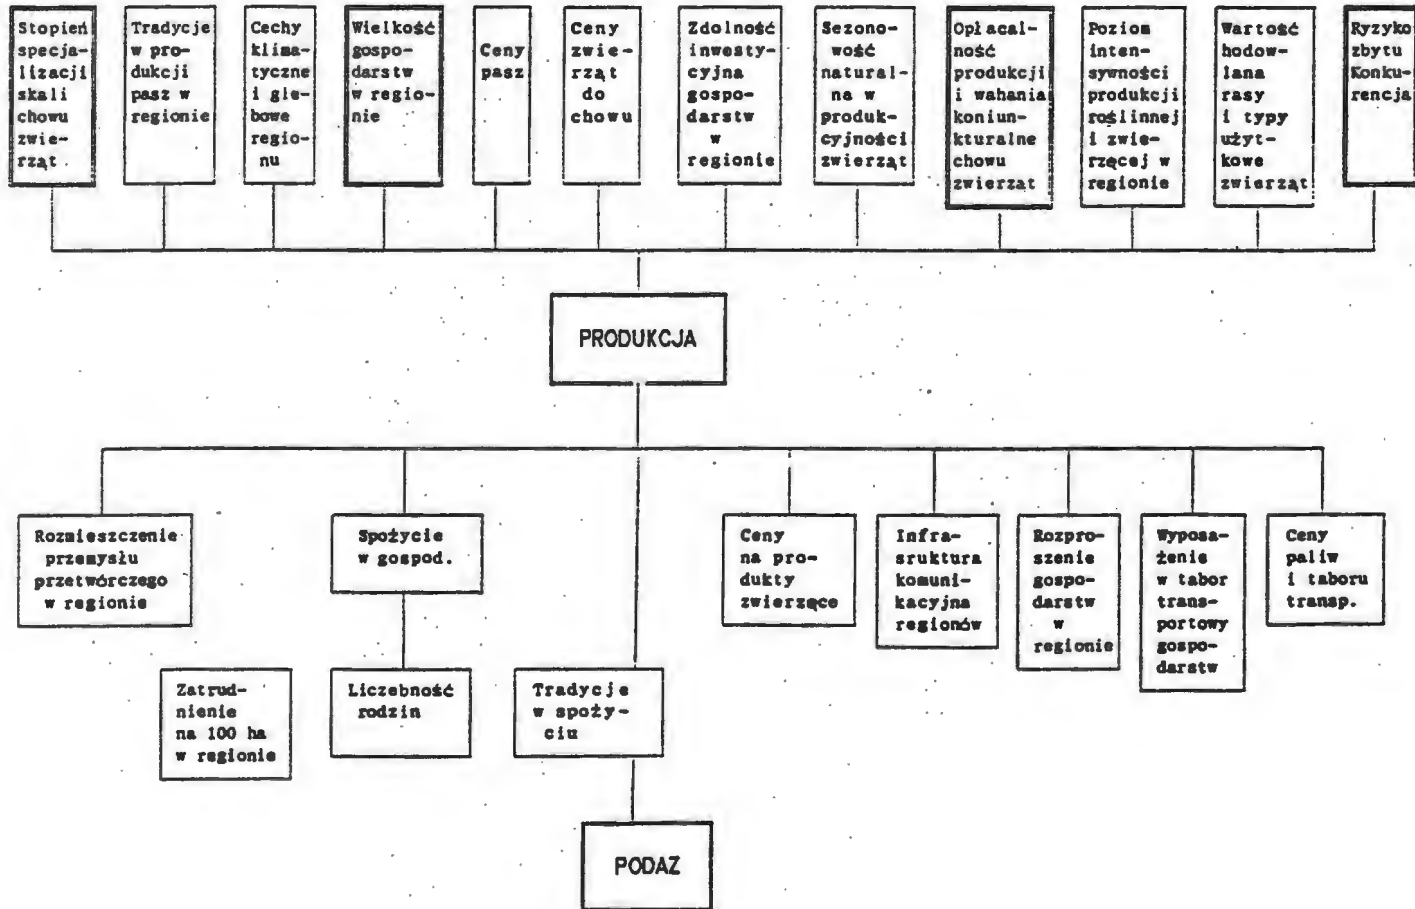 Stopień
specja-
lizacji
skali
chowu
zwie-
rząt
Tradycje
w pro-
dukcji
pasz w
regionie
Cechy
klima-
tyczne
i gle-
bowe
regio-
nu
Wielkość
gospo-
darstw
w regio-
nie
Ceny
pasz
Ceny
zwie-
rząt
do
chowu
Zdolność
inwesty-
cyjna
gospo-
darstw
w
regionie
Sezono-
wość
natural-
na w
produk-
cyjności
zwierząt
Opłacal-
ność
produkcji
i wahania
koniun-
kturalne
chowu
zwierząt
Poziom
inten-
sywności
produkcji
roślinnej
i zwie-
rzęcej w
regionie
Wartość
hodow-
lana
rasy
i typy
użyt-
kowe
zwierząt
Ryzyko
zbytu
Konku-
rencja
PRODUKCJA
Rozmieszczenie
przemysłu
przetwórczego
w regionie
Spożycie
w gospod.
Ceny
na pro-
dukty
zwierzęce
Infra-
sruktura
komuni-
kacyjna
regionów
Rozpro-
szenie
gospo-
darstw
w
regionie
Wyposa-
żenie
w tabor
trans-
portowy
gospo-
darstw
Ceny
paliw
i taboru
transp.
Zatrud-
nienie
na 100 ha
w regionie
Liczebność
rodzin
Tradycje
w spoży-
ciu
PODAZ